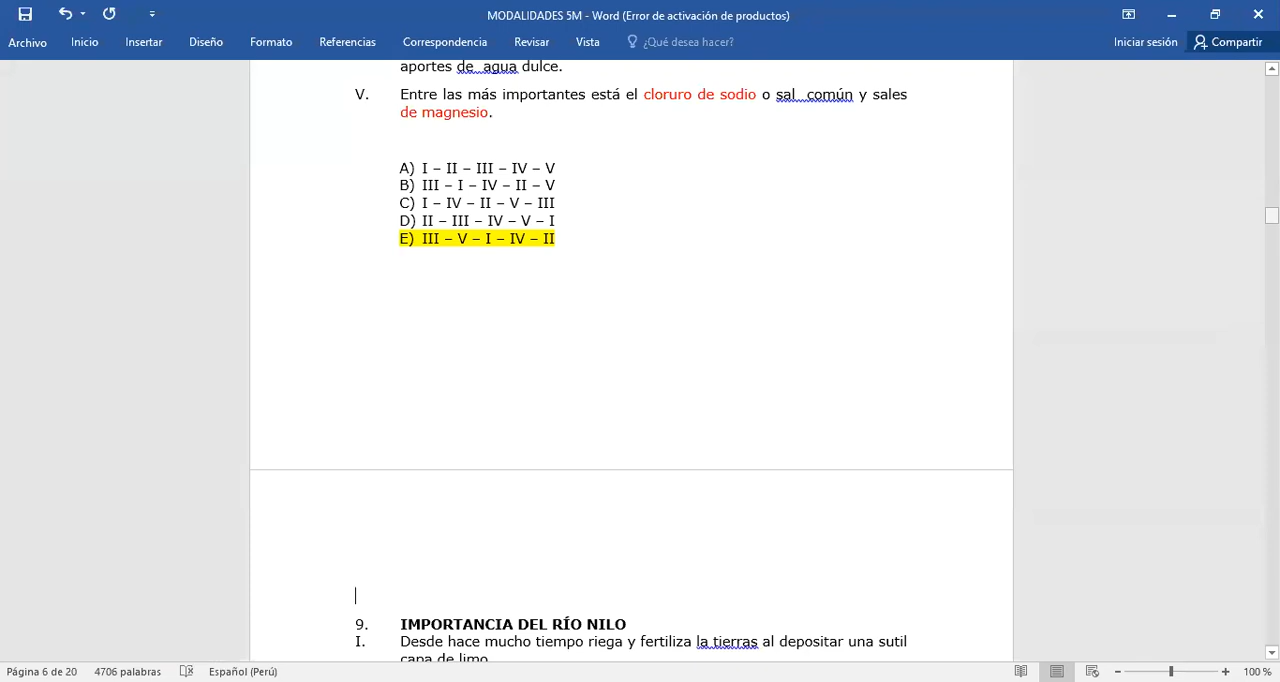 MODALIDADES 5M - Word (Error de activación de productos)
Archivo Inicio Insertar Diseño Formato Referencias Correspondencia Revisar Vista ¿Qué desea hacer? Iniciar sesión Compartir
aportes de agua dulce.
V. Entre las más importantes está el cloruro de sodio o sal común y sales
de magnesio.
A) I – II – III – IV – V
B) III – I – IV – II – V
C) I – IV – II – V – III
D) II – III – IV – V – I
E) III – V – I – IV – II
9. IMPORTANCIA DEL RÍO NILO
I. Desde hace mucho tiempo riega y fertiliza la tierras al depositar una sutil
capa de limo.
Página 6 de 20 4706 palabras Español (Perú) 100 %